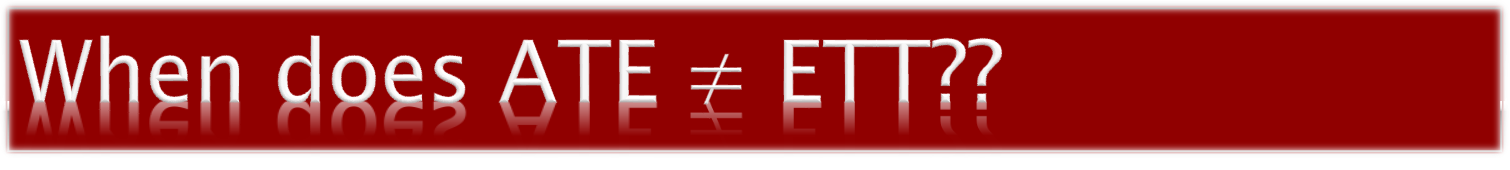 When does ATE ≠ ETT??